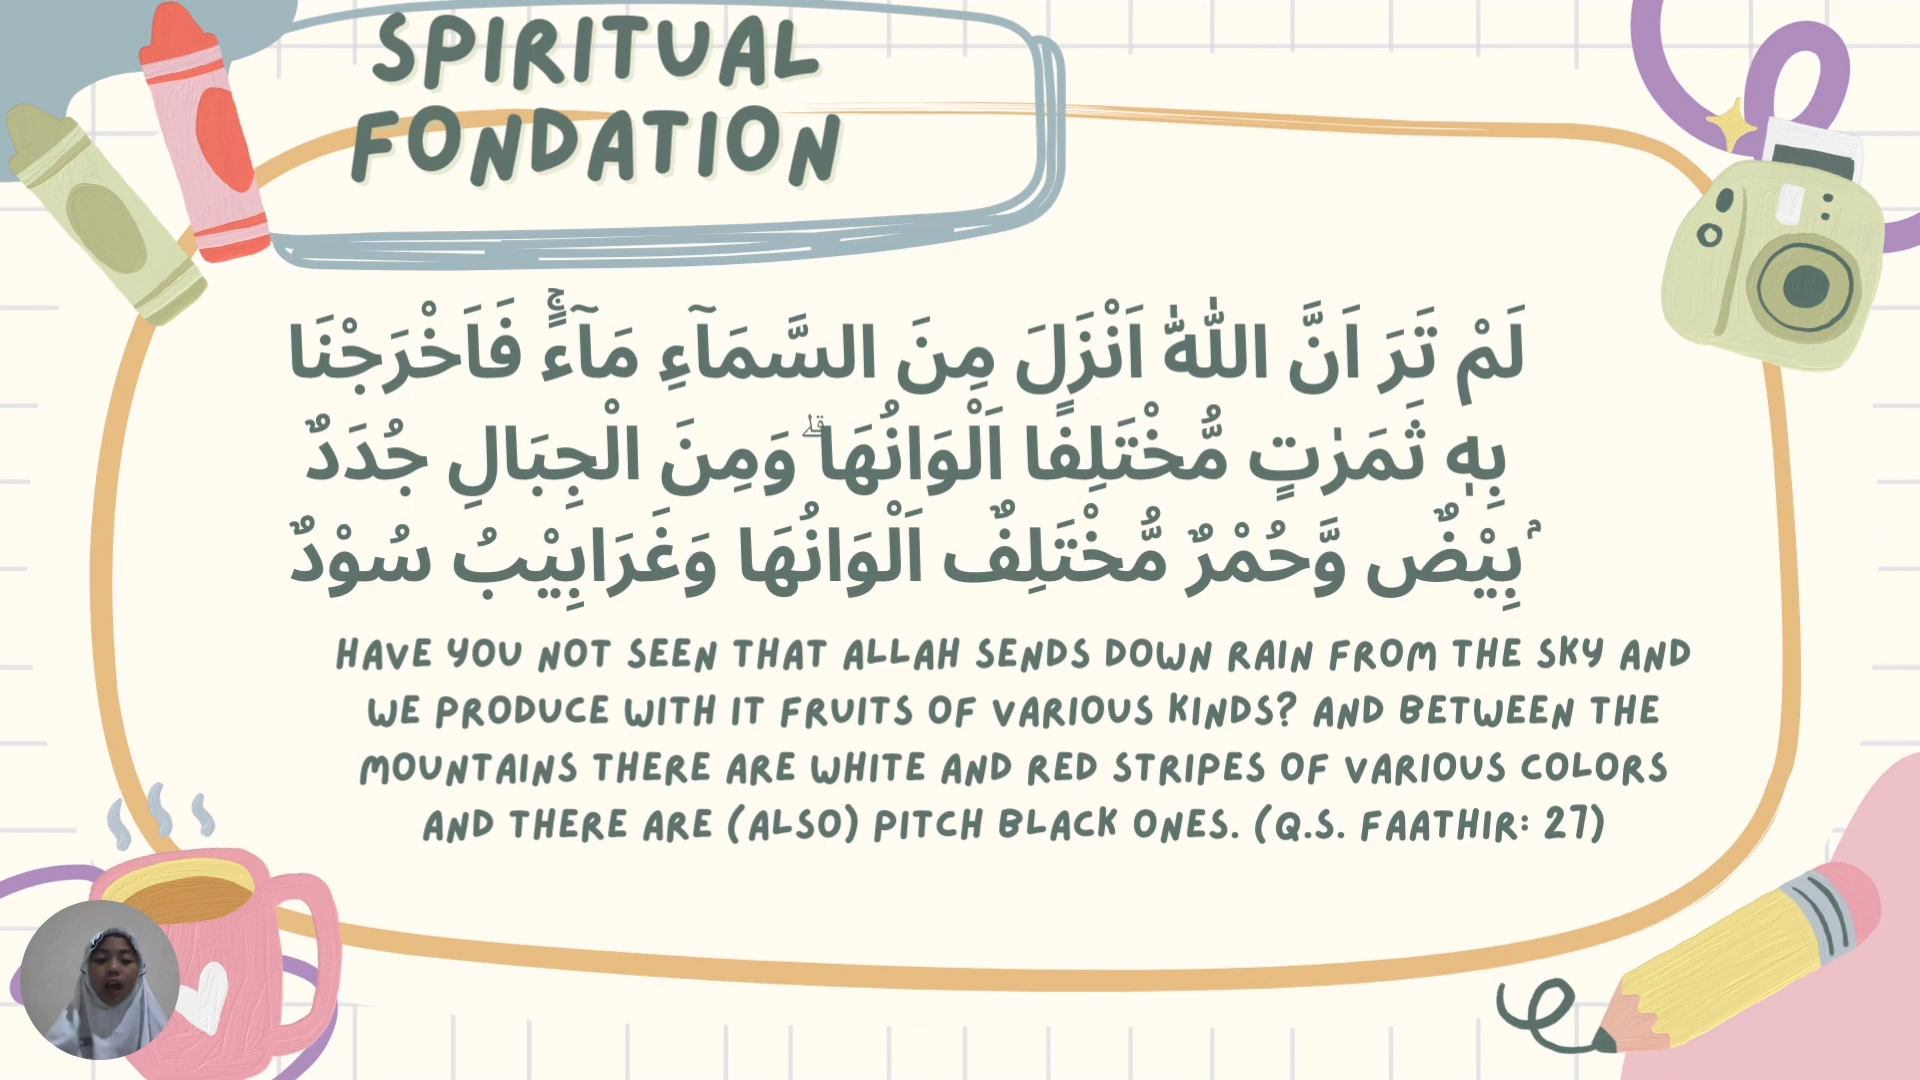 SPIRITUAL
FONDATION
لَمْ تَرَ اَنَّ اللّٰهَ اَنْزَلَ مِنَ السَّمَاۤءِ مَاۤءًۚ فَاَخْرَجْنَا
بِهٖ ثَمَرٰتٍ مُّخْتَلِفًا اَلْوَانُهَا ۗوَمِنَ الْجِبَالِ جُدَدٌ
ۢبِيْضٌ وَّحُمْرٌ مُّخْتَلِفٌ اَلْوَانُهَا وَغَرَابِيْبُ سُوْدٌ
HAVE YOU NOT SEEN THAT ALLAH SENDS DOWN RAIN FROM THE SKY AND
WE PRODUCE WITH IT FRUITS OF VARIOUS KINDS? AND BETWEEN THE
MOUNTAINS THERE ARE WHITE AND RED STRIPES OF VARIOUS COLORS
AND THERE ARE (ALSO) PITCH BLACK ONES. (Q.S. FAATHIR: 27)